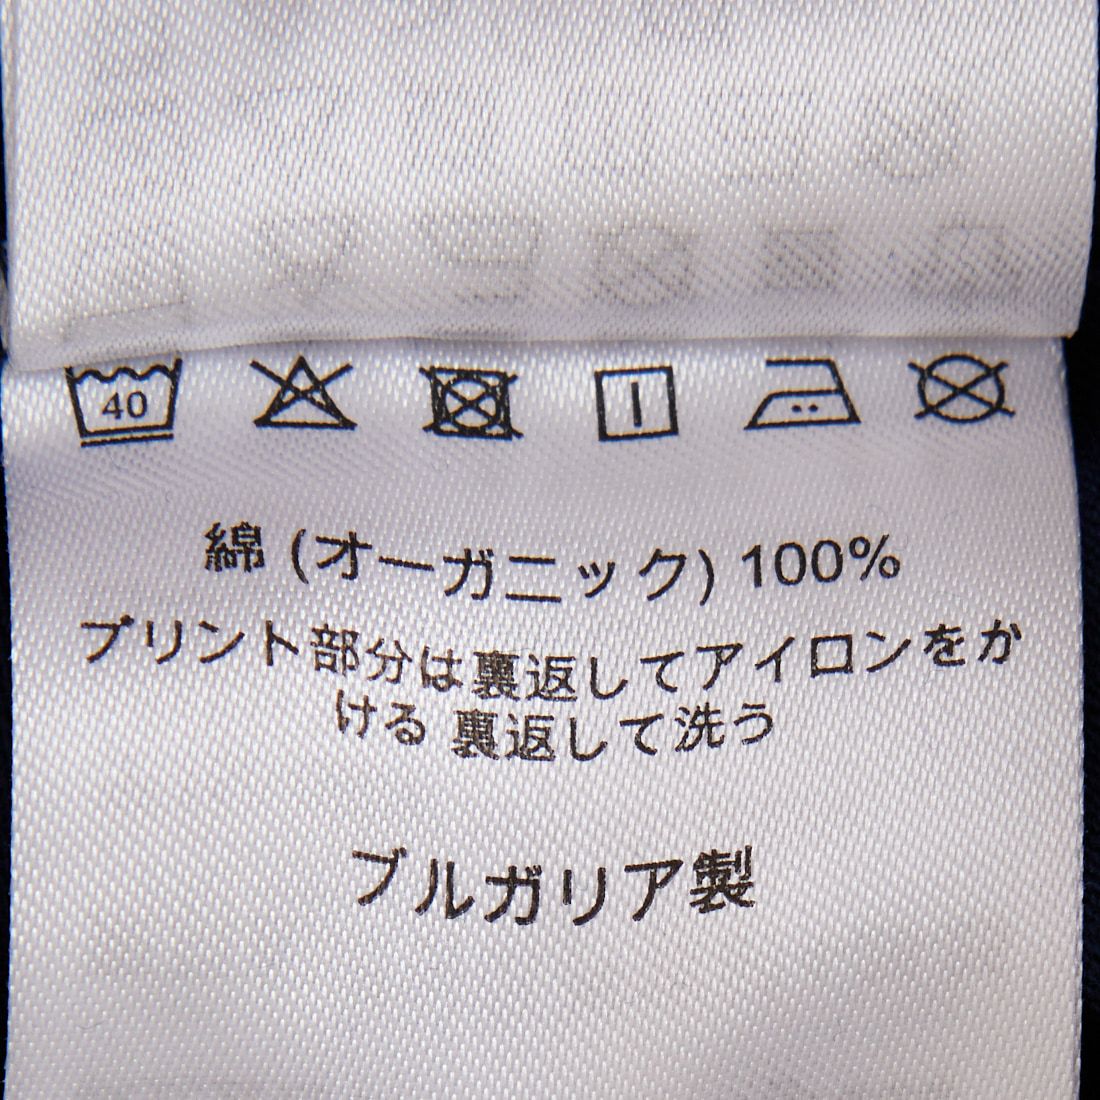 40
綿 (オーガニック) 100%
プリント部分は裏返してアイロンをか
ける 裏返して洗う
ブルガリア製